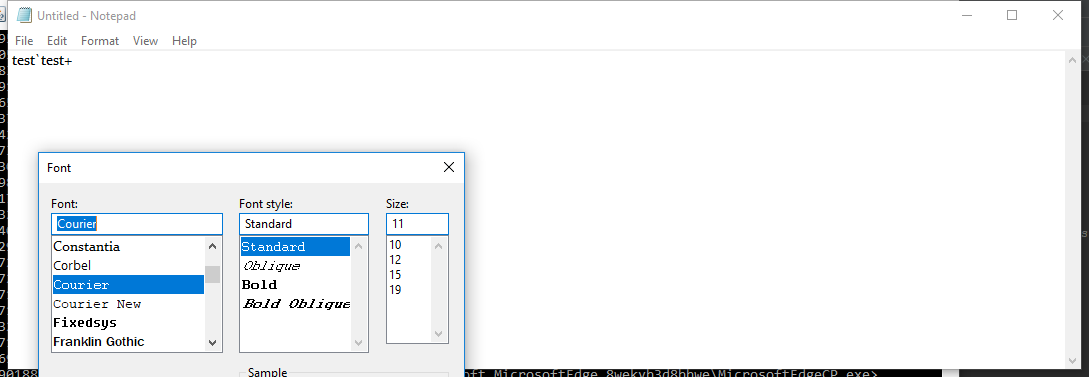 Untitled - Notepad
File Edit Format View Help
test`test+
Font
Font: Font style: Size:
Courier Standard 11
Constantia Standard 10
Corbel Oblique 12
Courier Bold 15
Courier New Bold Oblique 19
Fixedsys
Franklin Gothic
Sample
90188 oft.MicrosoftEdge_8wekyb3d8bbwe\MicrosoftEdgeCP.exe>